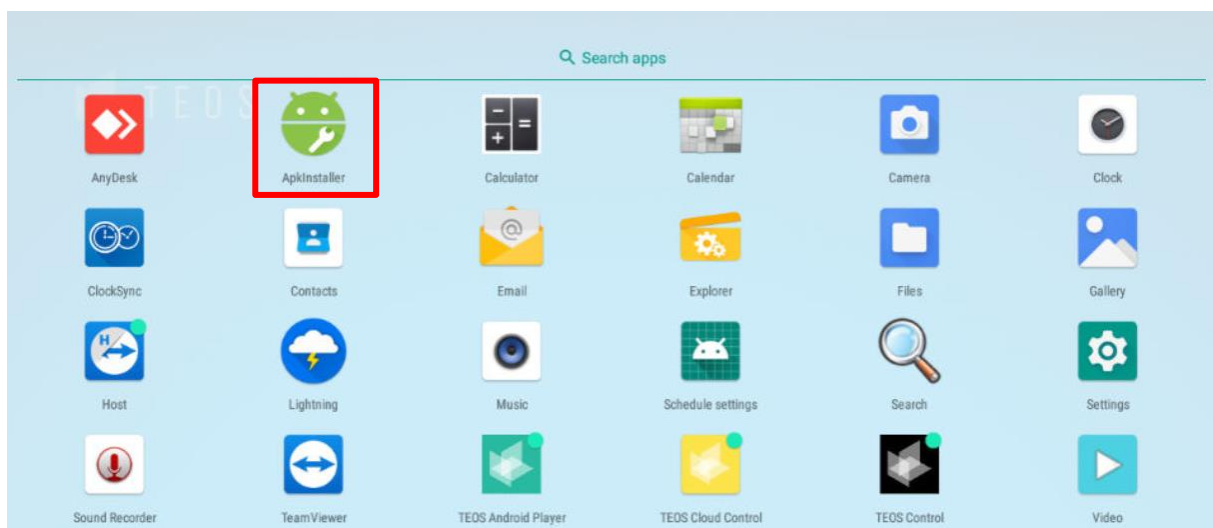 Search apps
TEOS
AnyDesk
ApkInstaller
Calculator
Calendar
Camera
Clock
ClockSync
Contacts
Email
Explorer
Files
Gallery
H
Host
Lightning
Music
Schedule settings
Search
Settings
Sound Recorder
TeamViewer
TEOS Android Player
TEOS Cloud Control
TEOS Control
Video